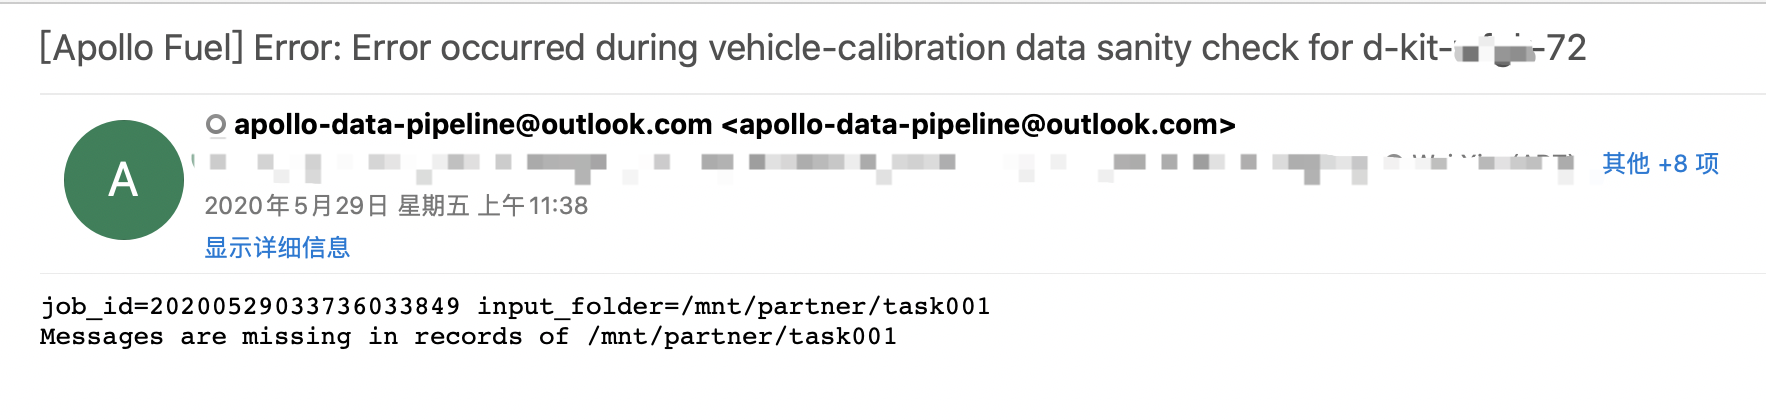 [Apollo Fuel] Error: Error occurred during vehicle-calibration data sanity check for d-kit- -72
apollo-data-pipeline@outlook.com <apollo-data-pipeline@outlook.com>
A
其他 +8 项
2020年5月29日 星期五 上午11:38
显示详细信息
job_id=20200529033736033849 input_folder=/mnt/partner/task001
Messages are missing in records of /mnt/partner/task001